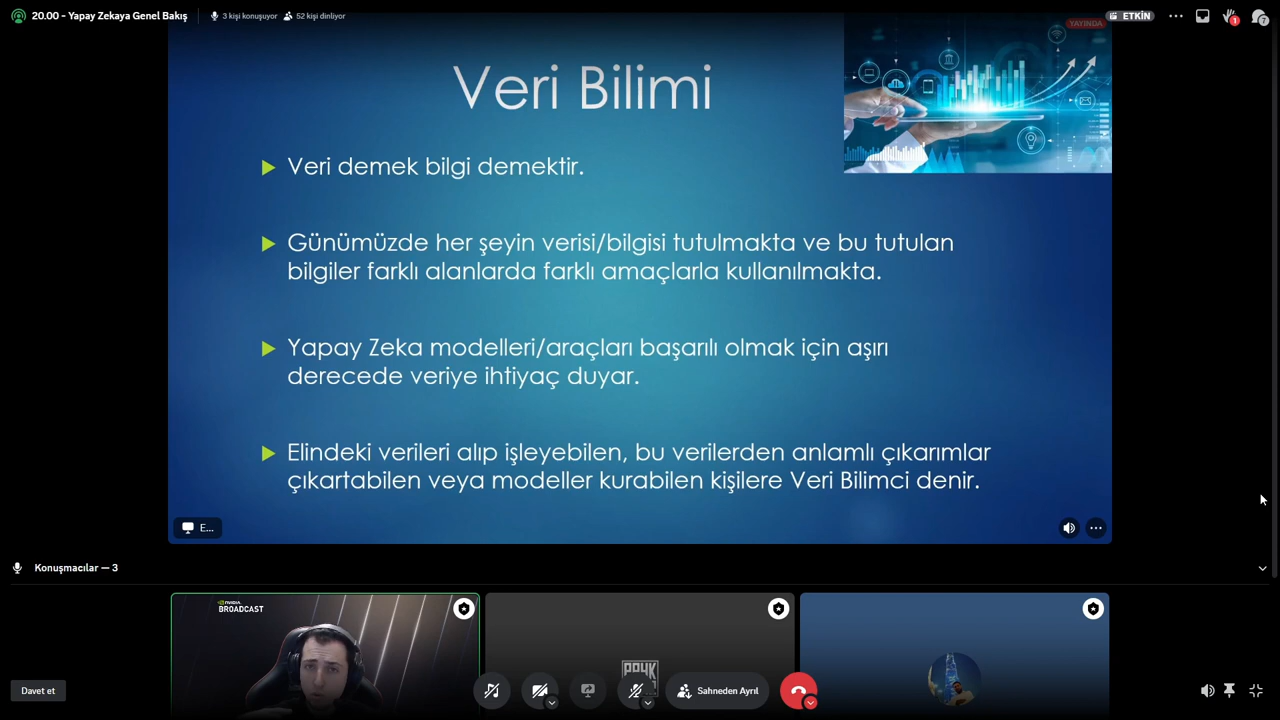 20.00 - Yapay Zekaya Genel Bakış
3 kişi konuşuyor
52 kişi dinliyor
ETKİN
1
7
YAYINDA
Veri Bilimi
Veri demek bilgi demektir.
Günümüzde her şeyin verisi/bilgisi tutulmakta ve bu tutulan
bilgiler farklı alanlarda farklı amaçlarla kullanılmakta.
Yapay Zeka modelleri/araçları başarılı olmak için aşırı
derecede veriye ihtiyaç duyar.
Elindeki verileri alıp işleyebilen, bu verilerden anlamlı çıkarımlar
çıkartabilen veya modeller kurabilen kişilere Veri Bilimci denir.
E...
Konuşmacılar — 3
NVIDIA
BROADCAST
Davet et
Sahneden Ayrıl